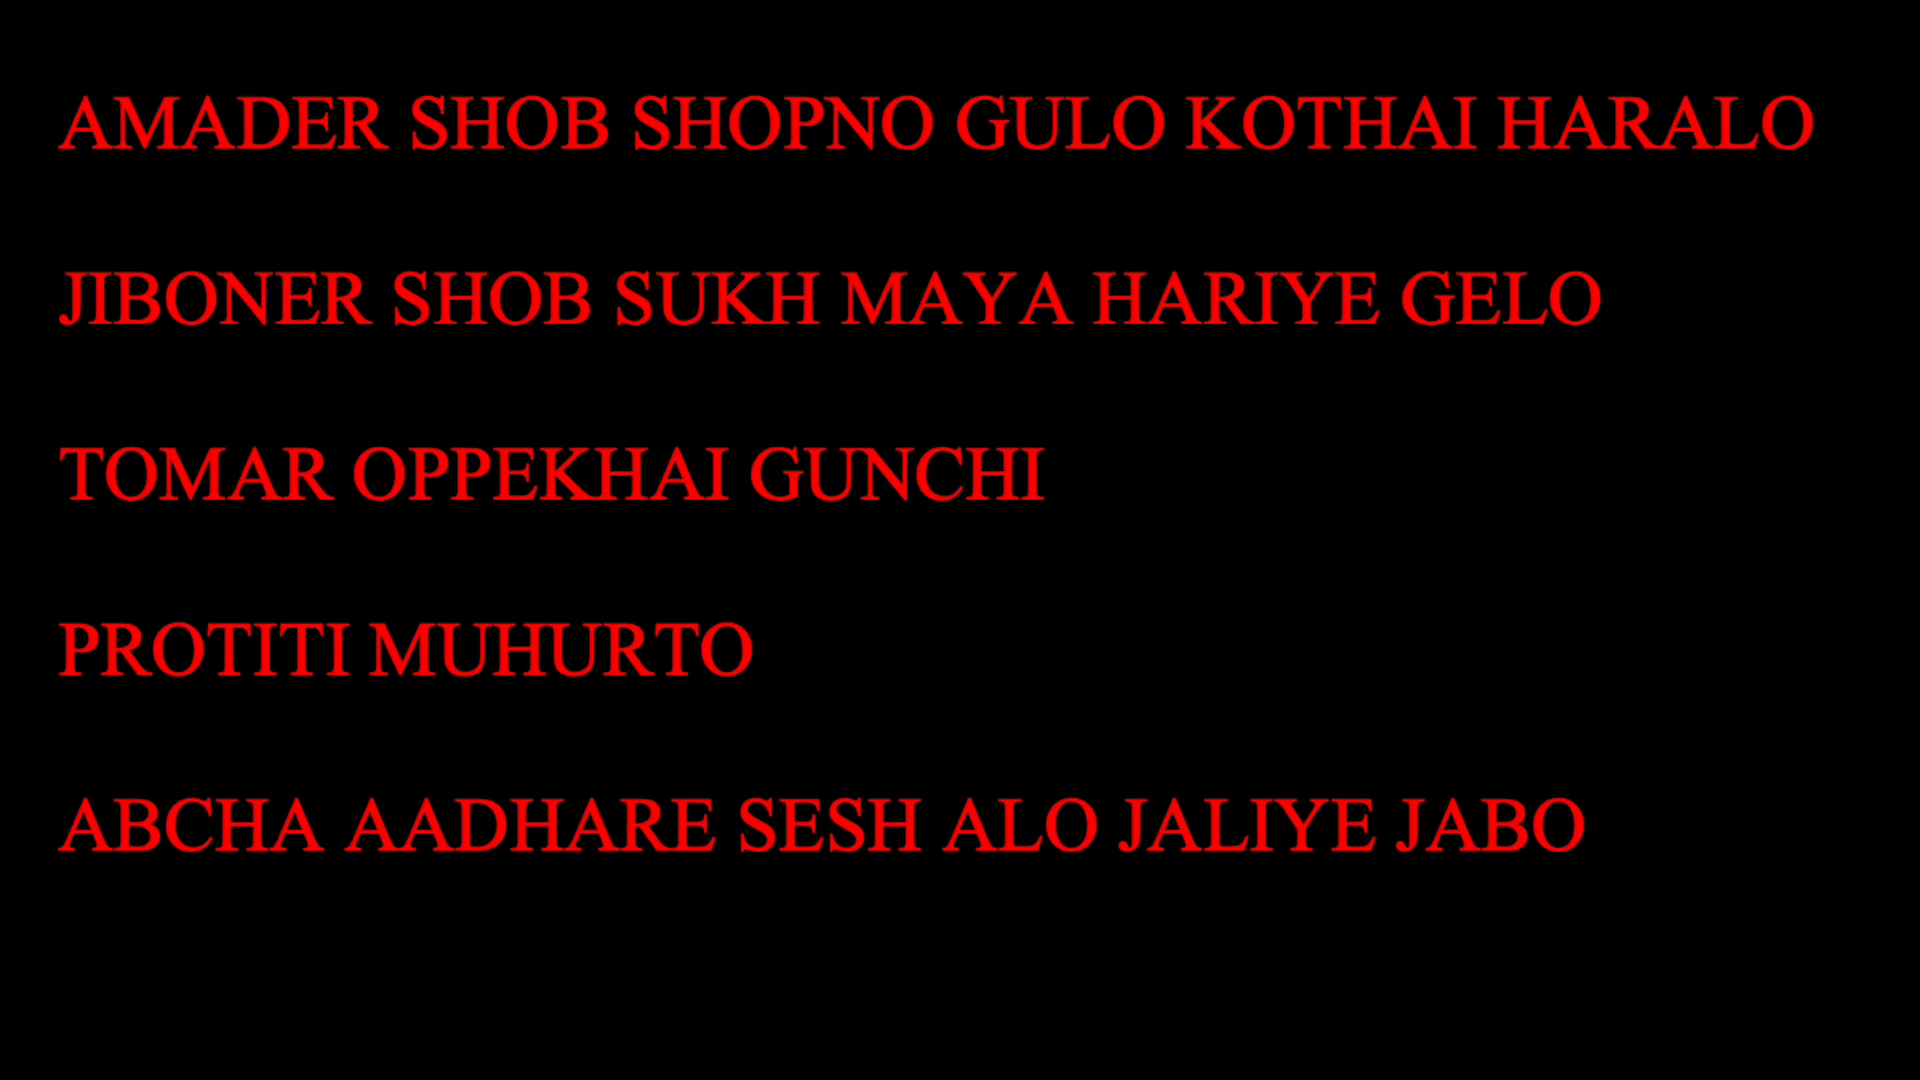 AMADER SHOB SHOPNO GULO KOTHAI HARALO
JIBONER SHOB SUKH MAYA HARIYE GELO
TOMAR OPPEKHAI GUNCHI
PROTITI MUHURTO
ABCHA AADHARE SESH ALO JALIYE JABO